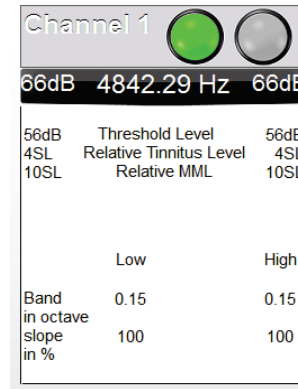 Channel 1
66dB 4842.29 Hz 66dB
56dB Threshold Level 56dB
4SL Relative Tinnitus Level 4SL
10SL Relative MML 10SL
Low High
Band 0.15 0.15
in octave
slope 100 100
in %